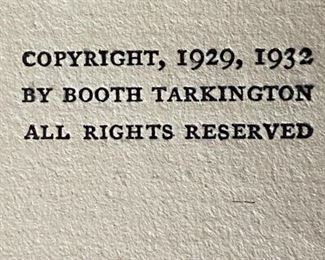 COPYRIGHT, 1929, 1932
BY BOOTH TARKINGTON
ALL RIGHTS RESERVED